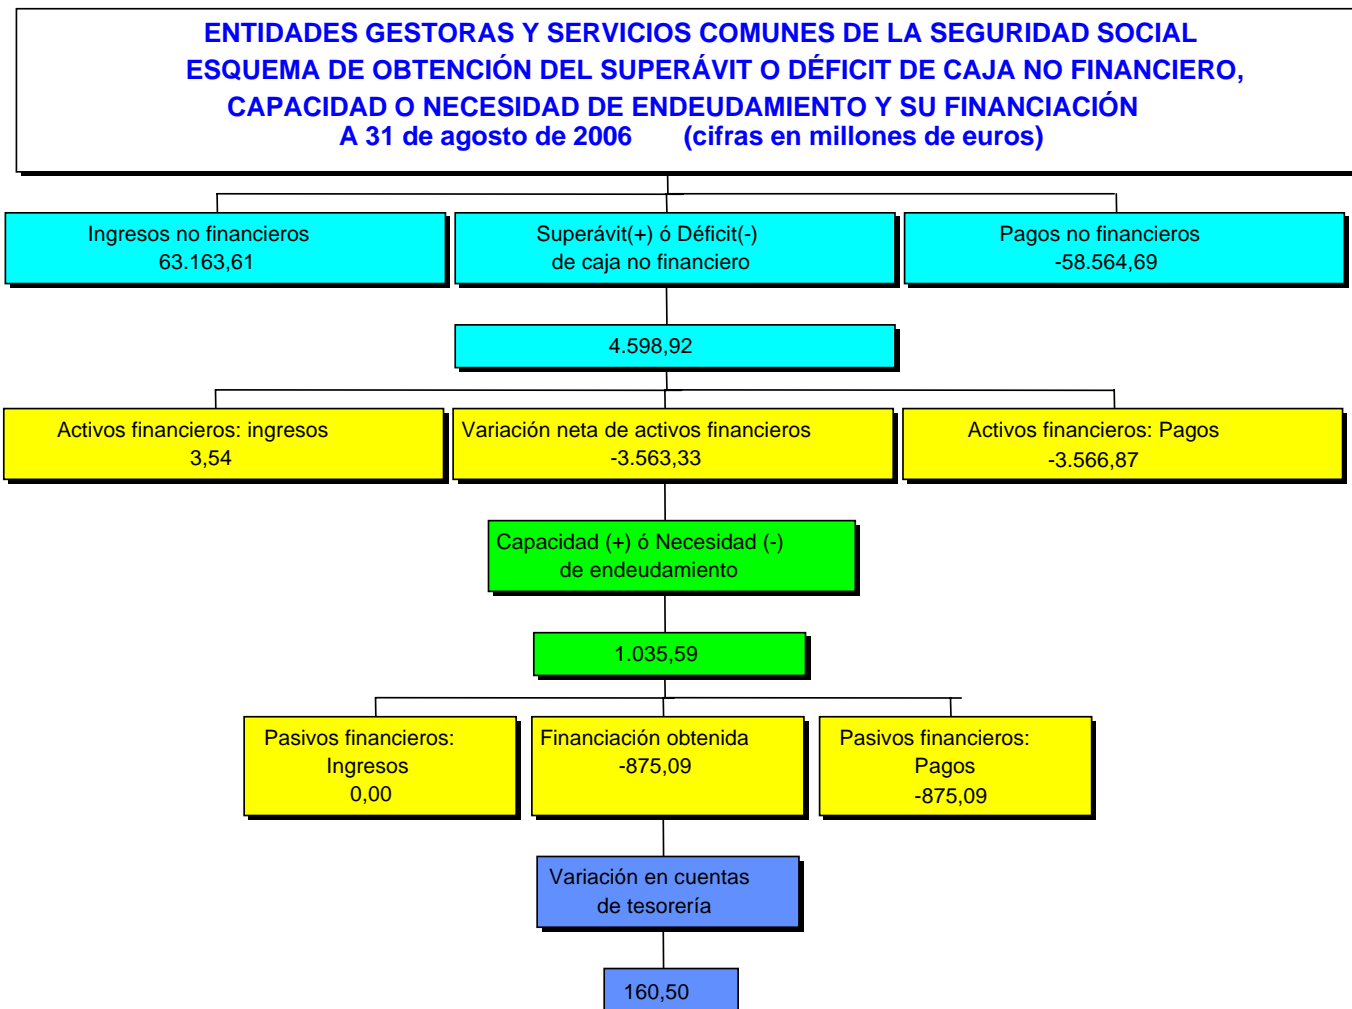 ENTIDADES GESTORAS Y SERVICIOS COMUNES DE LA SEGURIDAD SOCIAL
ESQUEMA DE OBTENCIÓN DEL SUPERÁVIT O DÉFICIT DE CAJA NO FINANCIERO,
CAPACIDAD O NECESIDAD DE ENDEUDAMIENTO Y SU FINANCIACIÓN
A 31 de agosto de 2006 (cifras en millones de euros)
Ingresos no financieros
63.163,61
Superávit(+) ó Déficit(-)
de caja no financiero
Pagos no financieros
-58.564,69
4.598,92
Activos financieros: ingresos
3,54
Variación neta de activos financieros
-3.563,33
Activos financieros: Pagos
-3.566,87
Capacidad (+) ó Necesidad (-)
de endeudamiento
1.035,59
Pasivos financieros:
Ingresos
0,00
Financiación obtenida
-875,09
Pasivos financieros:
Pagos
-875,09
Variación en cuentas
de tesorería
160,50